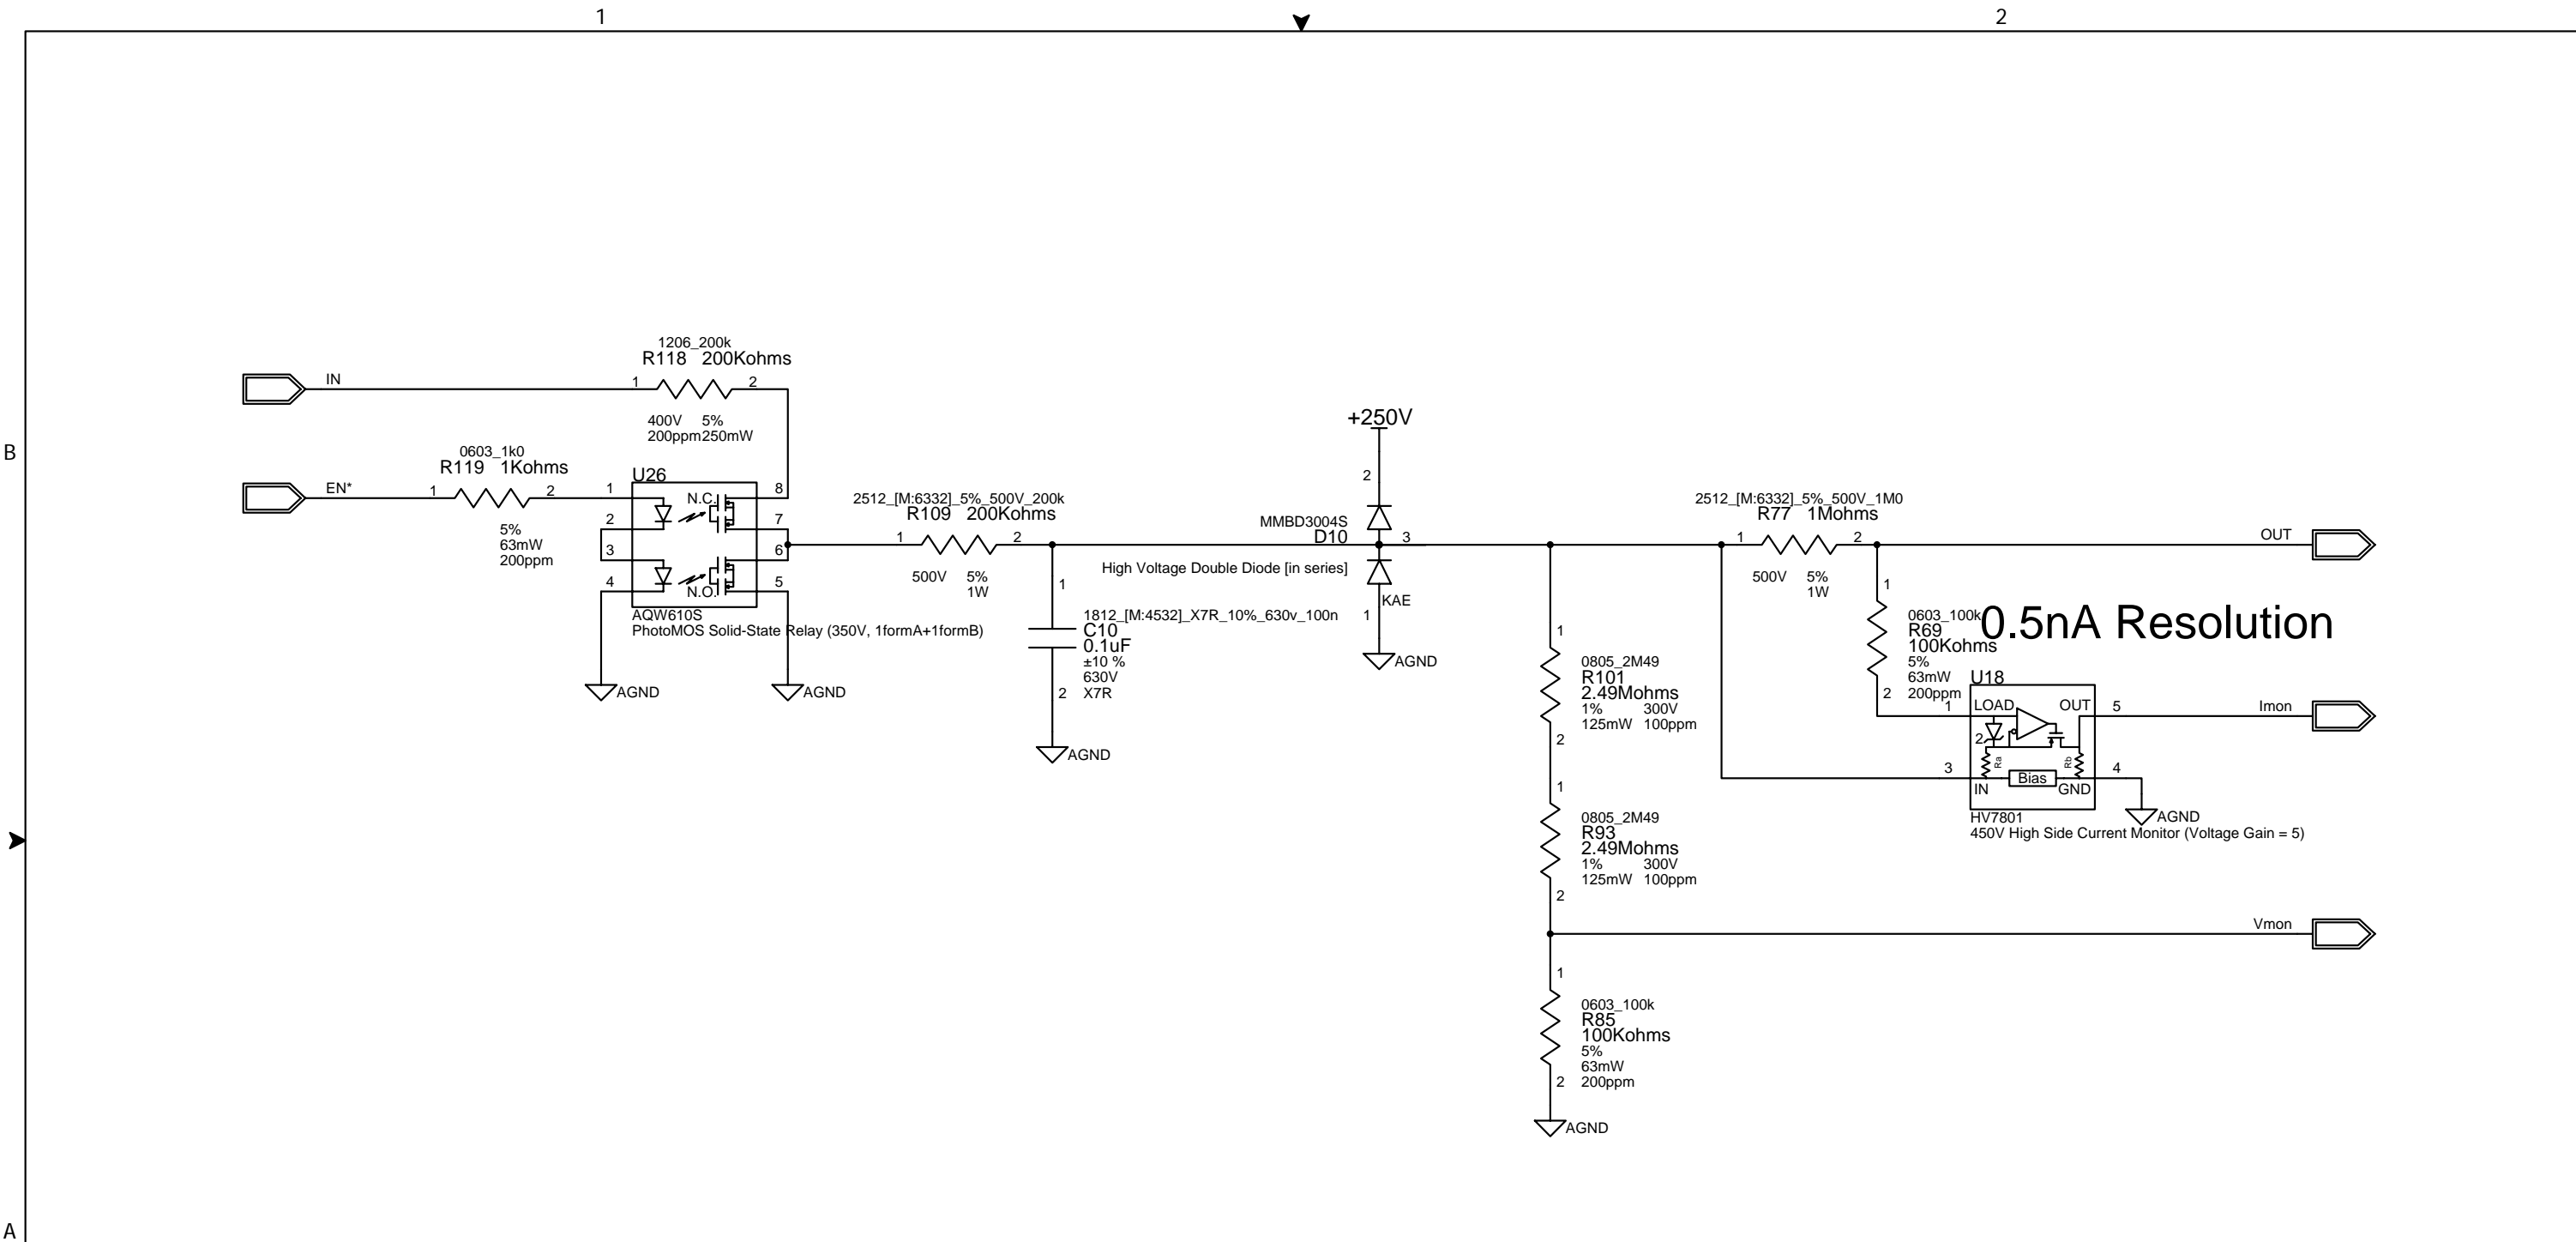 1
2
B
A
IN
1206_200k
R118 200Kohms
1
2
400V 5%
200ppm250mW
EN*
0603_1k0
R119 1Kohms
1
2
5%
63mW
200ppm
U26
1
2
3
4
N.C.
N.O.
8
7
6
5
AQW610S
PhotoMOS Solid-State Relay (350V, 1formA+1formB)
AGND
AGND
2512_[M:6332]_5%_500V_200k
R109 200Kohms
1
2
500V 5%
1W
1
1812_[M:4532]_X7R_10%_630v_100n
C10
0.1uF
±10 %
630V
2 X7R
AGND
+250V
2
MMBD3004S
D10
3
High Voltage Double Diode [in series]
KAE
1
AGND
1
0805_2M49
R101
2.49Mohms
1% 300V
125mW 100ppm
2
1
0805_2M49
R93
2.49Mohms
1% 300V
125mW 100ppm
2
1
0603_100k
R85
100Kohms
5%
63mW
2 200ppm
AGND
2512_[M:6332]_5%_500V_1M0
R77 1Mohms
1
2
500V 5%
1W
OUT
1
0603_100k
R69
100Kohms
5%
63mW
2 200ppm
0.5nA Resolution
U18
1
LOAD OUT
5
2
Ra
Rb
3
Bias
4
IN GND
AGND
HV7801
450V High Side Current Monitor (Voltage Gain = 5)
Imon
Vmon